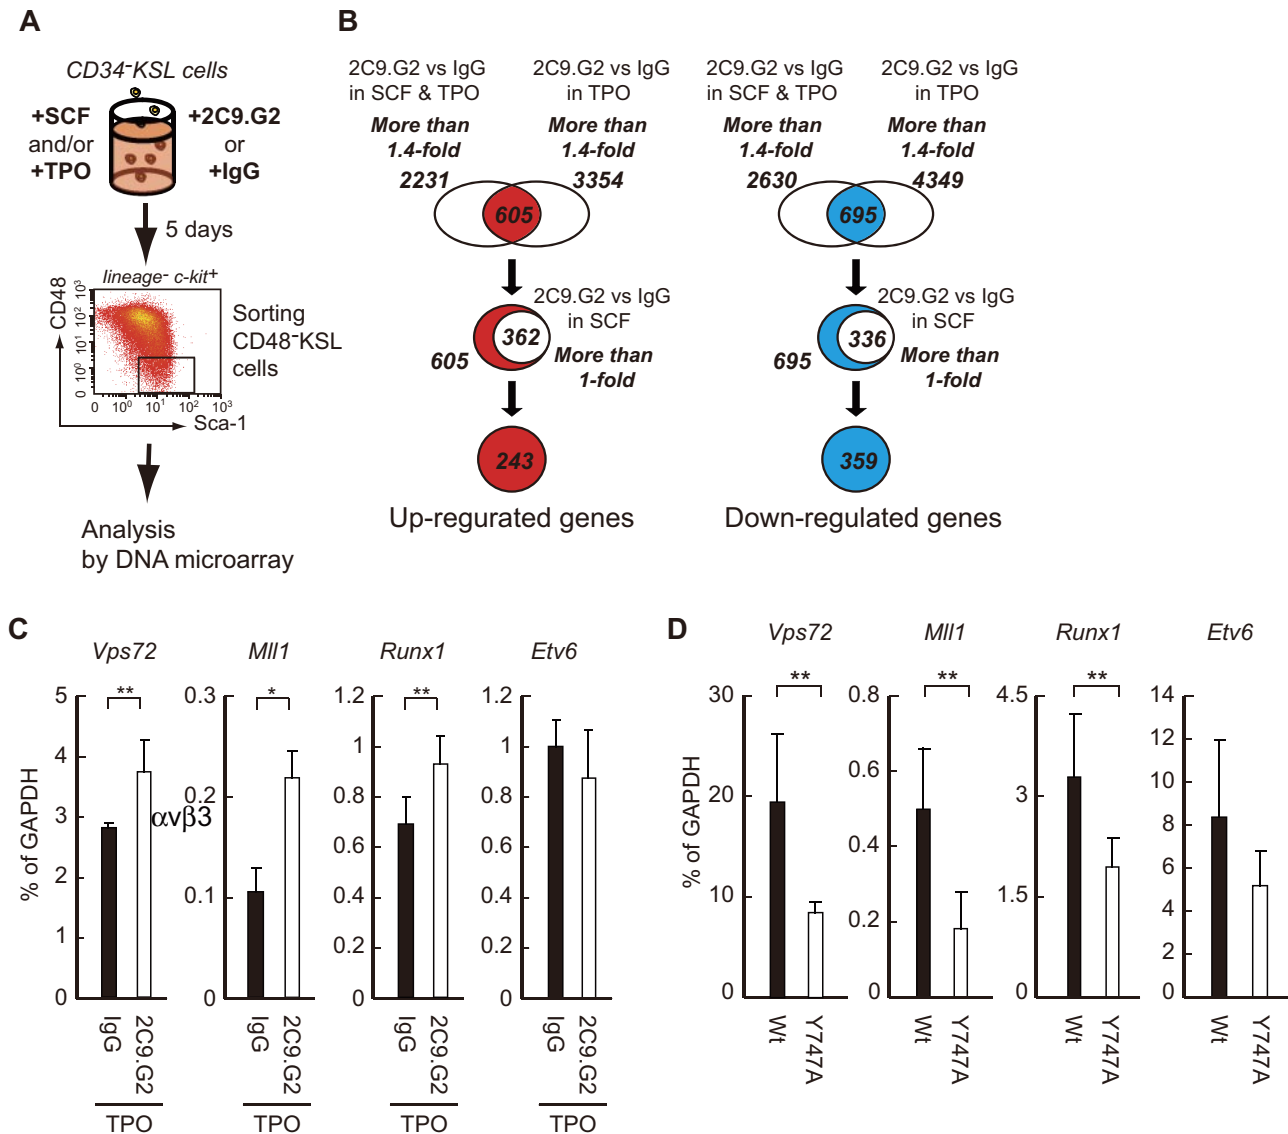 A
CD34⁻KSL cells
+SCF
and/or
+TPO
+2C9.G2
or
+IgG
5 days
lineage⁻ c-kit⁺
CD48
10³
10²
10¹
10⁰
0
0 10⁰ 10¹ 10² 10³
Sca-1
Sorting
CD48⁻KSL
cells
Analysis
by DNA microarray
B
2C9.G2 vs IgG
in SCF & TPO
More than
1.4-fold
2231
2C9.G2 vs IgG
in TPO
More than
1.4-fold
3354
605
2C9.G2 vs IgG
in SCF
More than
1-fold
605
362
243
Up-regurated genes
2C9.G2 vs IgG
in SCF & TPO
More than
1.4-fold
2630
2C9.G2 vs IgG
in TPO
More than
1.4-fold
4349
695
2C9.G2 vs IgG
in SCF
More than
1-fold
695
336
359
Down-regulated genes
C
% of GAPDH
Vps72
**
5
4
3
2
1
0
IgG
2C9.G2
TPO
αvβ3
Mll1
*
0.3
0.2
0.1
0
IgG
2C9.G2
TPO
Runx1
**
1.2
1
0.8
0.6
0.4
0.2
0
IgG
2C9.G2
TPO
Etv6
1.2
1
0.8
0.6
0.4
0.2
0
IgG
2C9.G2
TPO
D
% of GAPDH
Vps72
**
30
20
10
0
Wt
Y747A
Mll1
**
0.8
0.6
0.4
0.2
0
Wt
Y747A
Runx1
**
4.5
3
1.5
0
Wt
Y747A
Etv6
14
12
10
8
6
4
2
0
Wt
Y747A